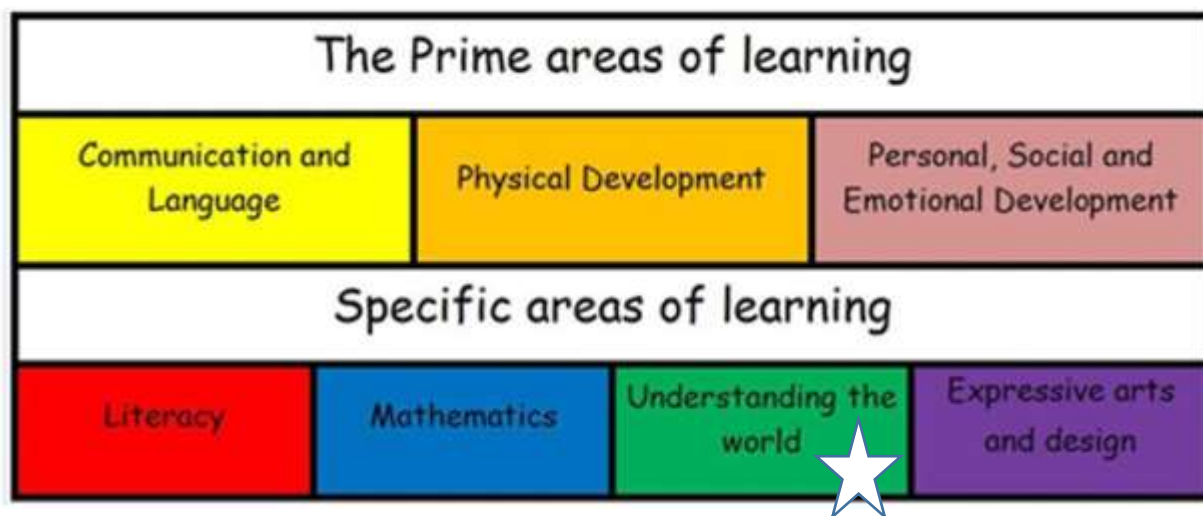 The Prime areas of learning
Communication and
Language
Physical Development
Personal, Social and
Emotional Development
Specific areas of learning
Literacy
Mathematics
Understanding the
world
Expressive arts
and design